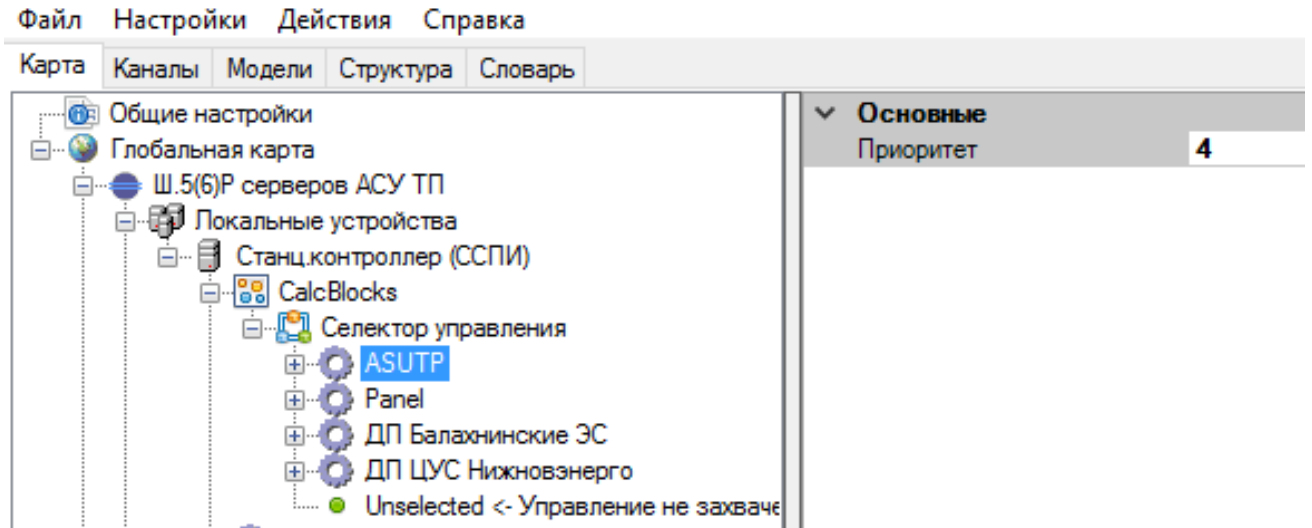 Файл Настройки Действия Справка
Карта Каналы Модели Структура Словарь
Общие настройки
Глобальная карта
Ш.5(6)Р серверов АСУ ТП
Локальные устройства
Станц.контроллер (ССПИ)
CalcBlocks
Селектор управления
ASUTP
Panel
ДП Балахнинские ЭС
ДП ЦУС Нижновэнерго
Unselected <- Управление не захваче
Основные
Приоритет 4